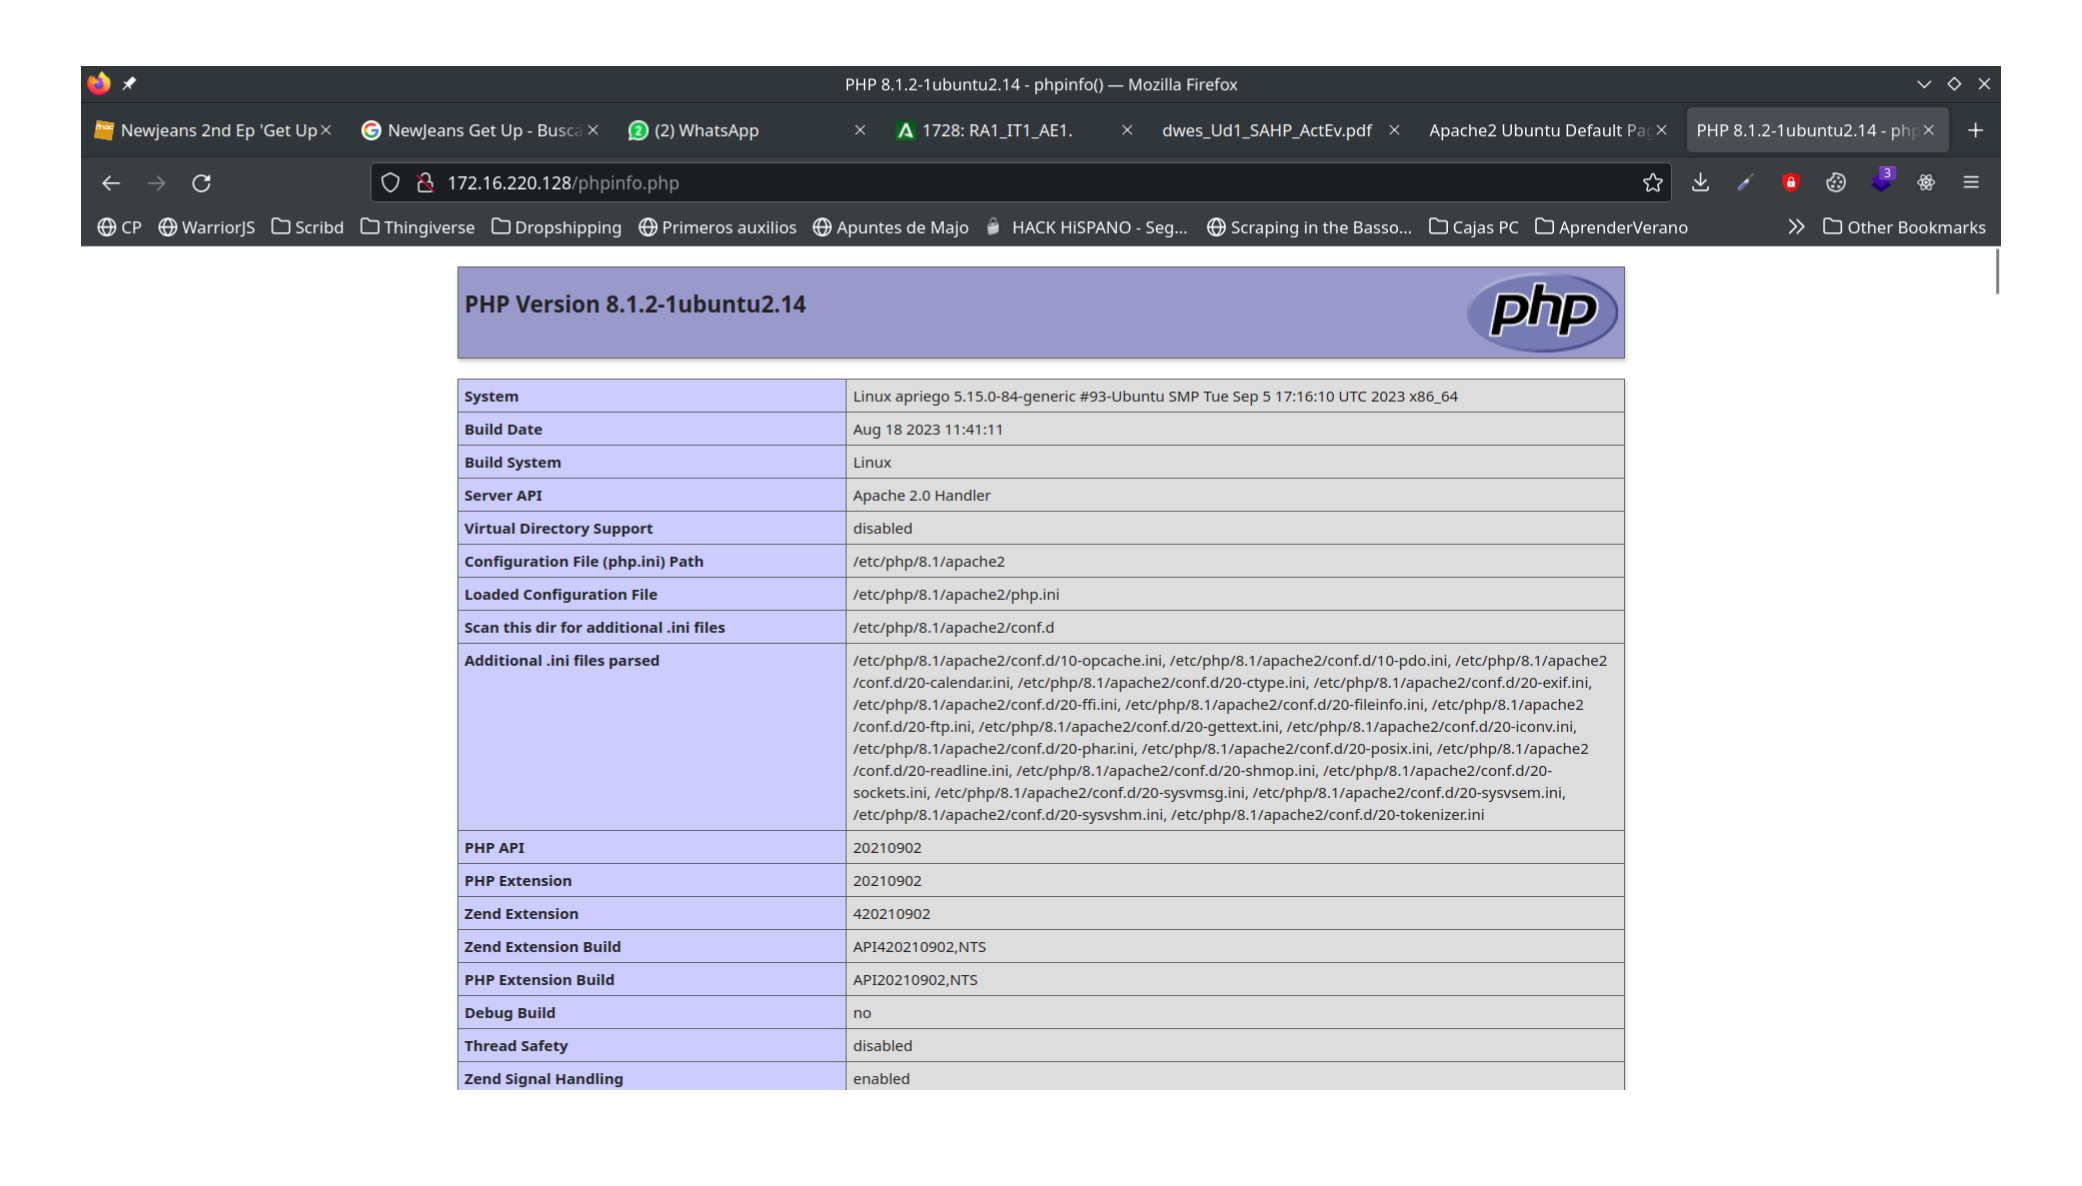 PHP 8.1.2-1ubuntu2.14 - phpinfo() — Mozilla Firefox
Newjeans 2nd Ep 'Get Up
NewJeans Get Up - Busca
(2) WhatsApp
1728: RA1_IT1_AE1.
dwes_Ud1_SAHP_ActEv.pdf
Apache2 Ubuntu Default Pac
PHP 8.1.2-1ubuntu2.14 - php
172.16.220.128/phpinfo.php
3
CP WarriorJS Scribd Thingiverse Dropshipping Primeros auxilios Apuntes de Majo HACK HiSPANO - Seg... Scraping in the Basso... Cajas PC AprenderVerano Other Bookmarks
PHP Version 8.1.2-1ubuntu2.14
php
System Linux apriego 5.15.0-84-generic #93-Ubuntu SMP Tue Sep 5 17:16:10 UTC 2023 x86_64
Build Date Aug 18 2023 11:41:11
Build System Linux
Server API Apache 2.0 Handler
Virtual Directory Support disabled
Configuration File (php.ini) Path /etc/php/8.1/apache2
Loaded Configuration File /etc/php/8.1/apache2/php.ini
Scan this dir for additional .ini files /etc/php/8.1/apache2/conf.d
Additional .ini files parsed /etc/php/8.1/apache2/conf.d/10-opcache.ini, /etc/php/8.1/apache2/conf.d/10-pdo.ini, /etc/php/8.1/apache2
/conf.d/20-calendar.ini, /etc/php/8.1/apache2/conf.d/20-ctype.ini, /etc/php/8.1/apache2/conf.d/20-exif.ini,
/etc/php/8.1/apache2/conf.d/20-ffi.ini, /etc/php/8.1/apache2/conf.d/20-fileinfo.ini, /etc/php/8.1/apache2
/conf.d/20-ftp.ini, /etc/php/8.1/apache2/conf.d/20-gettext.ini, /etc/php/8.1/apache2/conf.d/20-iconv.ini,
/etc/php/8.1/apache2/conf.d/20-phar.ini, /etc/php/8.1/apache2/conf.d/20-posix.ini, /etc/php/8.1/apache2
/conf.d/20-readline.ini, /etc/php/8.1/apache2/conf.d/20-shmop.ini, /etc/php/8.1/apache2/conf.d/20-
sockets.ini, /etc/php/8.1/apache2/conf.d/20-sysvmsg.ini, /etc/php/8.1/apache2/conf.d/20-sysvsem.ini,
/etc/php/8.1/apache2/conf.d/20-sysvshm.ini, /etc/php/8.1/apache2/conf.d/20-tokenizer.ini
PHP API 20210902
PHP Extension 20210902
Zend Extension 420210902
Zend Extension Build API420210902,NTS
PHP Extension Build API20210902,NTS
Debug Build no
Thread Safety disabled
Zend Signal Handling enabled